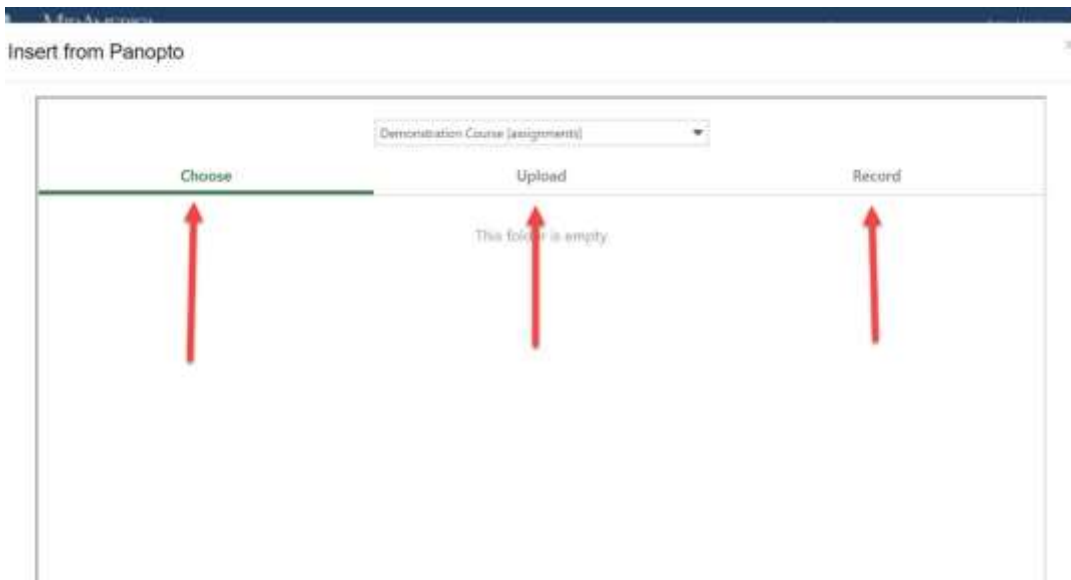 Insert from Panopto
Demonstration Course [assignments]
Choose
Upload
Record
This folder is empty.